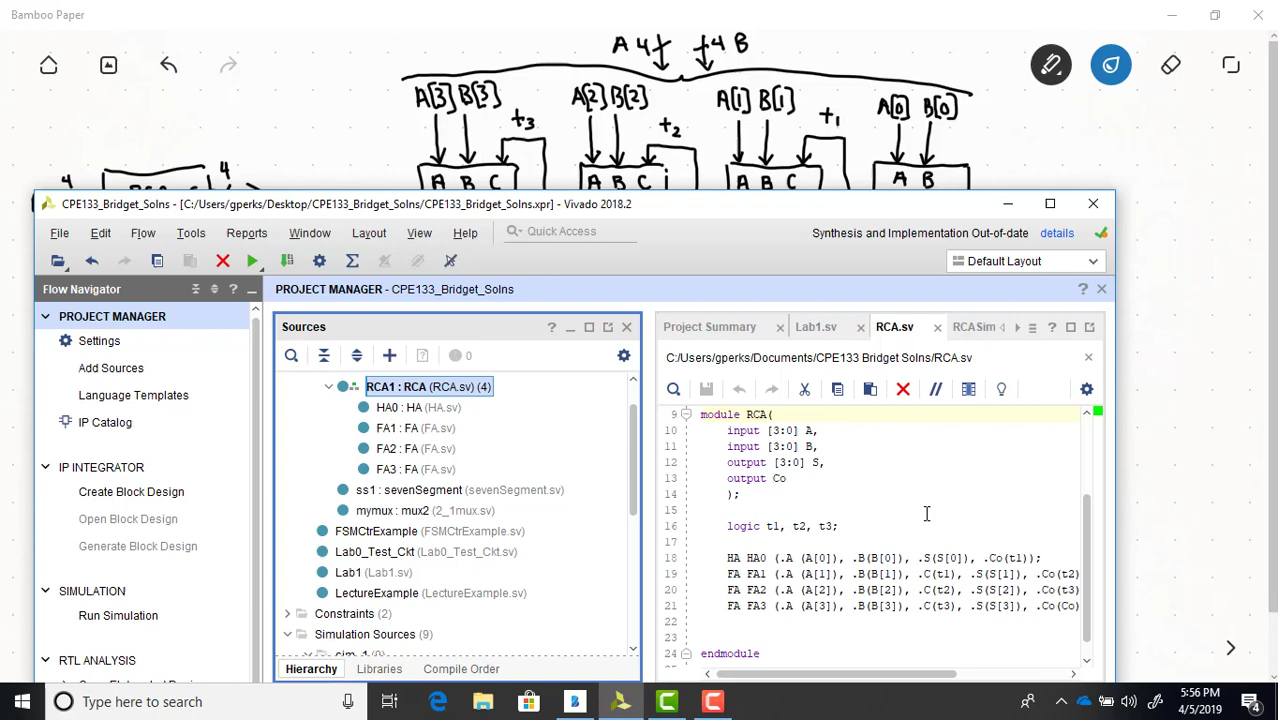 Bamboo Paper
A 4 4 B
A[3] B[3] A[2] B[2] A[1] B[1] A[0] B[0]
t3 t2 t1
4 4
A B C A B C i A B C A B
CPE133_Bridget_Solns - [C:/Users/gperks/Desktop/CPE133_Bridget_Solns/CPE133_Bridget_Solns.xpr] - Vivado 2018.2
File Edit Flow Tools Reports Window Layout View Help Quick Access Synthesis and Implementation Out-of-date details
Default Layout
Flow Navigator PROJECT MANAGER - CPE133_Bridget_Solns
PROJECT MANAGER
Settings
Add Sources
Language Templates
IP Catalog
IP INTEGRATOR
Create Block Design
Open Block Design
Generate Block Design
SIMULATION
Run Simulation
RTL ANALYSIS
Sources
0
RCA1 : RCA (RCA.sv) (4)
HA0 : HA (HA.sv)
FA1 : FA (FA.sv)
FA2 : FA (FA.sv)
FA3 : FA (FA.sv)
ss1 : sevenSegment (sevenSegment.sv)
mymux : mux2 (2_1mux.sv)
FSMCtrExample (FSMCtrExample.sv)
Lab0_Test_Ckt (Lab0_Test_Ckt.sv)
Lab1 (Lab1.sv)
LectureExample (LectureExample.sv)
Constraints (2)
Simulation Sources (9)
Hierarchy Libraries Compile Order
Project Summary Lab1.sv RCA.sv RCASim
C:/Users/gperks/Documents/CPE133 Bridget Solns/RCA.sv
9 module RCA(
10 input [3:0] A,
11 input [3:0] B,
12 output [3:0] S,
13 output Co
14 );
15
16 logic t1, t2, t3;
17
18 HA HA0 (.A (A[0]), .B(B[0]), .S(S[0]), .Co(t1));
19 FA FA1 (.A (A[1]), .B(B[1]), .C(t1), .S(S[1]), .Co(t2)
20 FA FA2 (.A (A[2]), .B(B[2]), .C(t2), .S(S[2]), .Co(t3)
21 FA FA3 (.A (A[3]), .B(B[3]), .C(t3), .S(S[3]), .Co(Co)
22
23
24 endmodule
Type here to search
5:56 PM
4/5/2019
4